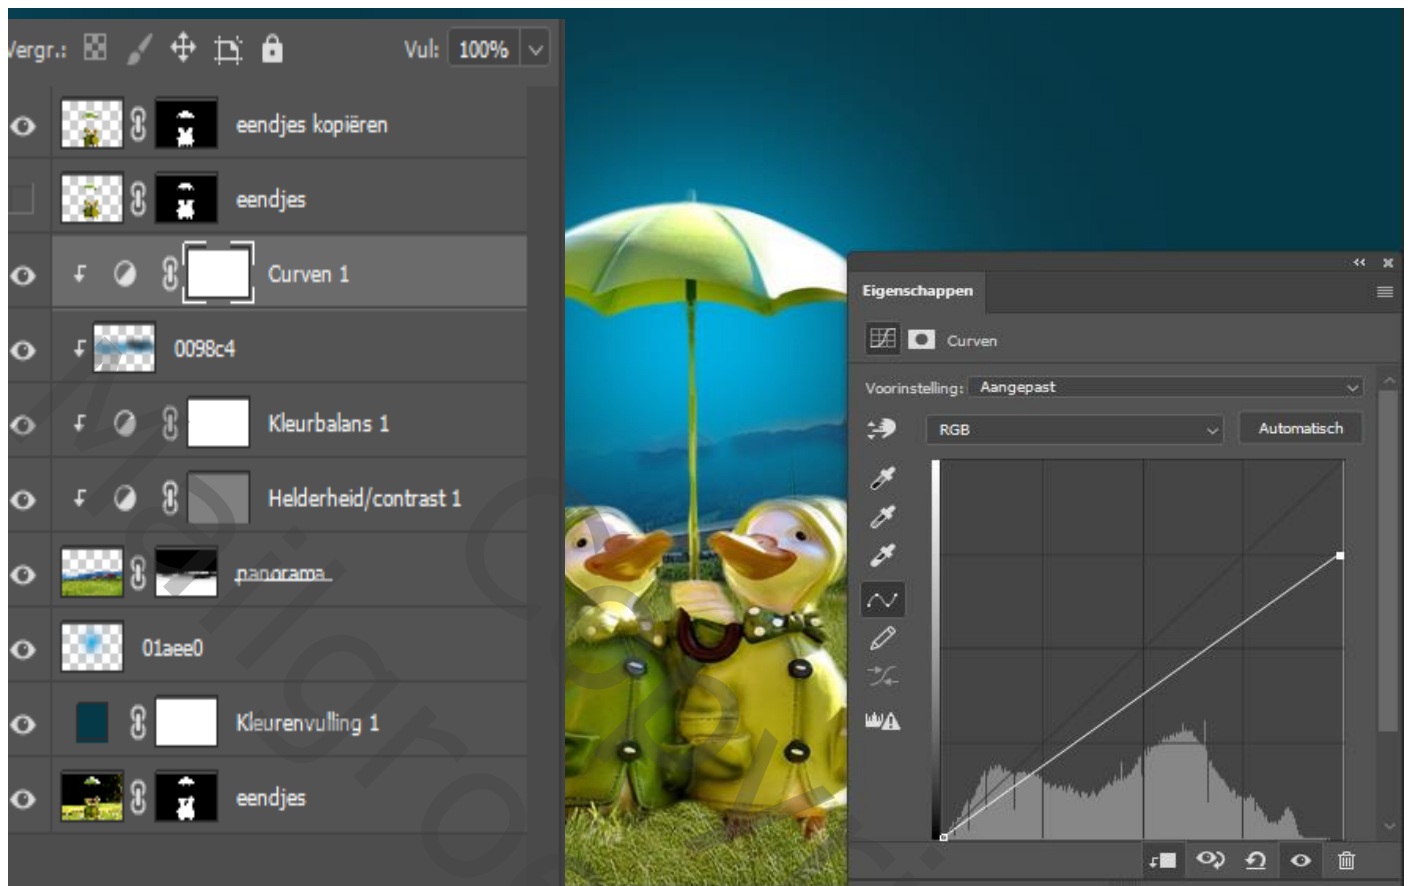 Vergr.:
Vul: 100%
eendjes kopiëren
eendjes
Curven 1
0098c4
Kleurbalans 1
Helderheid/contrast 1
panorama
01aee0
Kleurenvulling 1
eendjes
Eigenschappen
Curven
Voorinstelling: Aangepast
RGB
Automatisch